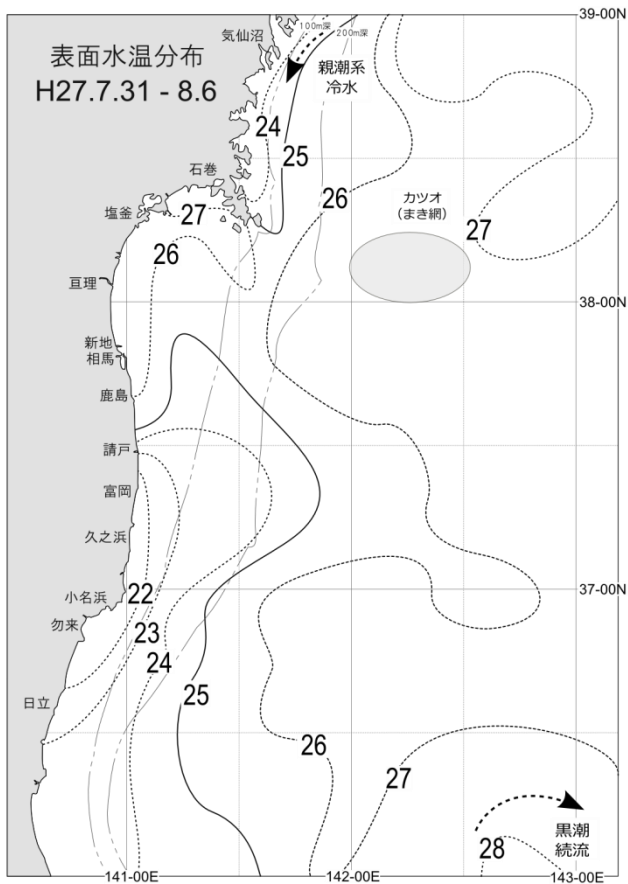 39-00N
100m深
200m深
気仙沼
表面水温分布
H27.7.31 - 8.6
親潮系
冷水
24
25
石巻
26
カツオ
(まき網)
塩釜
27
27
26
亘理
38-00N
新地
相馬
鹿島
請戸
富岡
久之浜
小名浜
22
37-00N
勿来
23
24
25
日立
26
27
黒潮
続流
28
141-00E
142-00E
143-00E